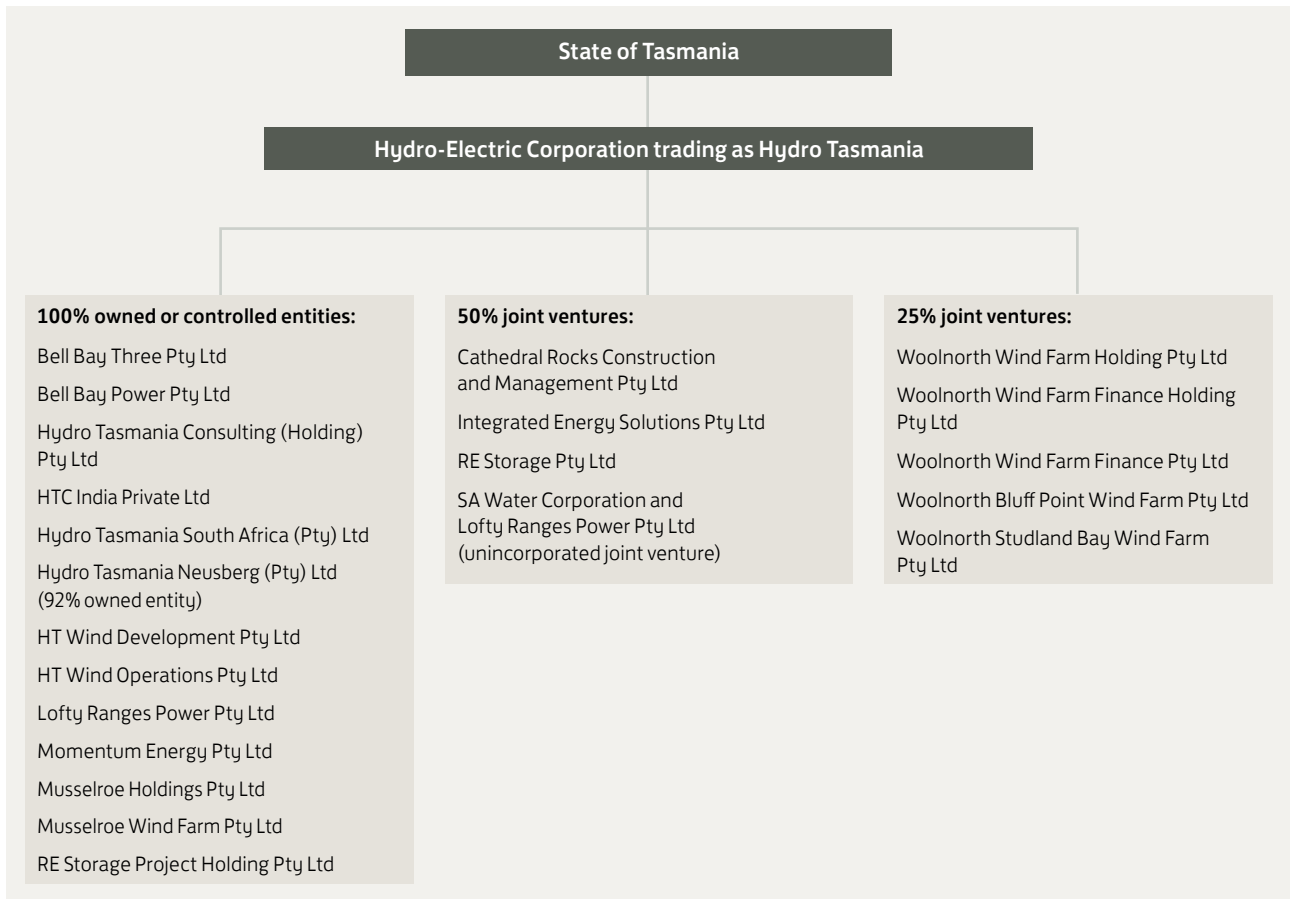 State of Tasmania
Hydro-Electric Corporation trading as Hydro Tasmania
100% owned or controlled entities:
Bell Bay Three Pty Ltd
Bell Bay Power Pty Ltd
Hydro Tasmania Consulting (Holding)
Pty Ltd
HTC India Private Ltd
Hydro Tasmania South Africa (Pty) Ltd
Hydro Tasmania Neusberg (Pty) Ltd
(92% owned entity)
HT Wind Development Pty Ltd
HT Wind Operations Pty Ltd
Lofty Ranges Power Pty Ltd
Momentum Energy Pty Ltd
Musselroe Holdings Pty Ltd
Musselroe Wind Farm Pty Ltd
RE Storage Project Holding Pty Ltd
50% joint ventures:
Cathedral Rocks Construction
and Management Pty Ltd
Integrated Energy Solutions Pty Ltd
RE Storage Pty Ltd
SA Water Corporation and
Lofty Ranges Power Pty Ltd
(unincorporated joint venture)
25% joint ventures:
Woolnorth Wind Farm Holding Pty Ltd
Woolnorth Wind Farm Finance Holding
Pty Ltd
Woolnorth Wind Farm Finance Pty Ltd
Woolnorth Bluff Point Wind Farm Pty Ltd
Woolnorth Studland Bay Wind Farm
Pty Ltd